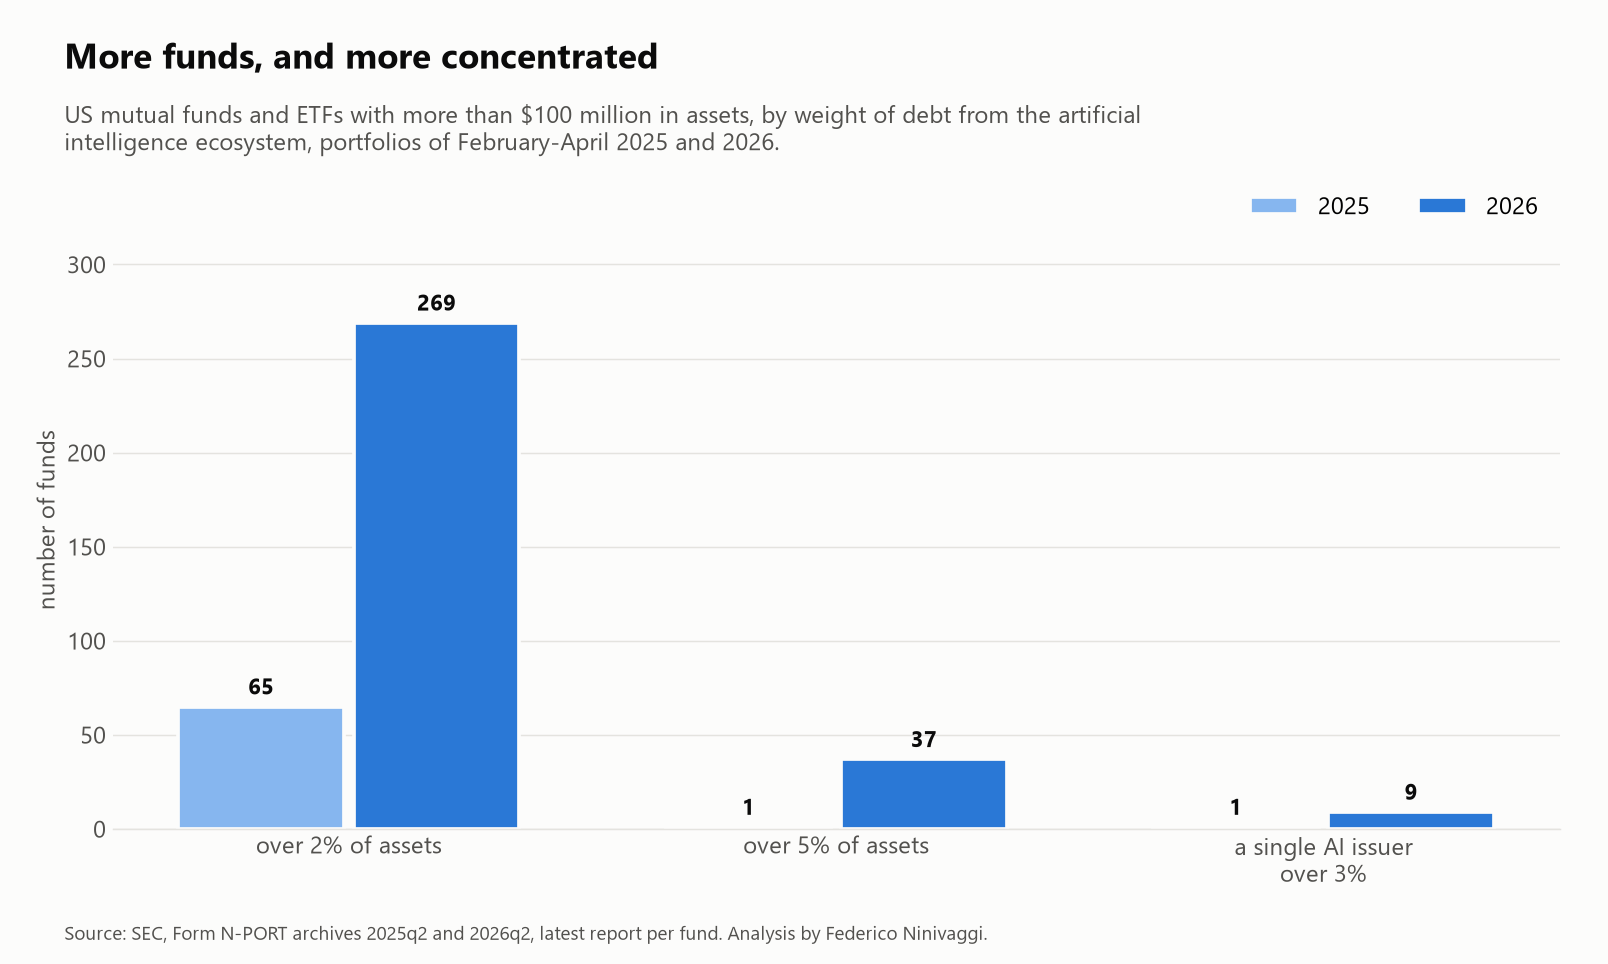 More funds, and more concentrated
US mutual funds and ETFs with more than $100 million in assets, by weight of debt from the artificial
intelligence ecosystem, portfolios of February-April 2025 and 2026.
2025 2026
300
269
250
200
number of funds
150
100
65
50
37
1
1
9
0
over 2% of assets
over 5% of assets
a single AI issuer
over 3%
Source: SEC, Form N-PORT archives 2025q2 and 2026q2, latest report per fund. Analysis by Federico Ninivaggi.